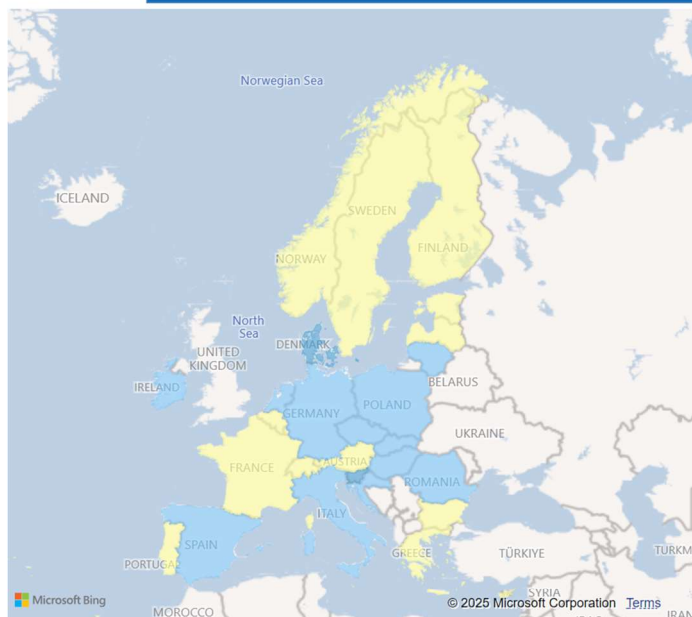 Norwegian Sea
ICELAND
SWEDEN
FINLAND
NORWAY
North
Sea
DENMARK
UNITED
KINGDOM
IRELAND
BELARUS
GERMANY
POLAND
UKRAINE
FRANCE
AUSTRIA
ROMANIA
ITALY
SPAIN
PORTUGA
GREECE
TÜRKIYE
TURKM
SYRIA
Microsoft Bing
© 2025 Microsoft Corporation Terms
MOROCCO
IRAN